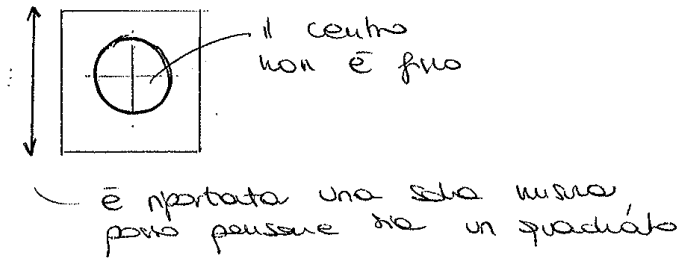 il centro
non è fisso
è riportata una sola misura,
posso pensare sia un quadrato